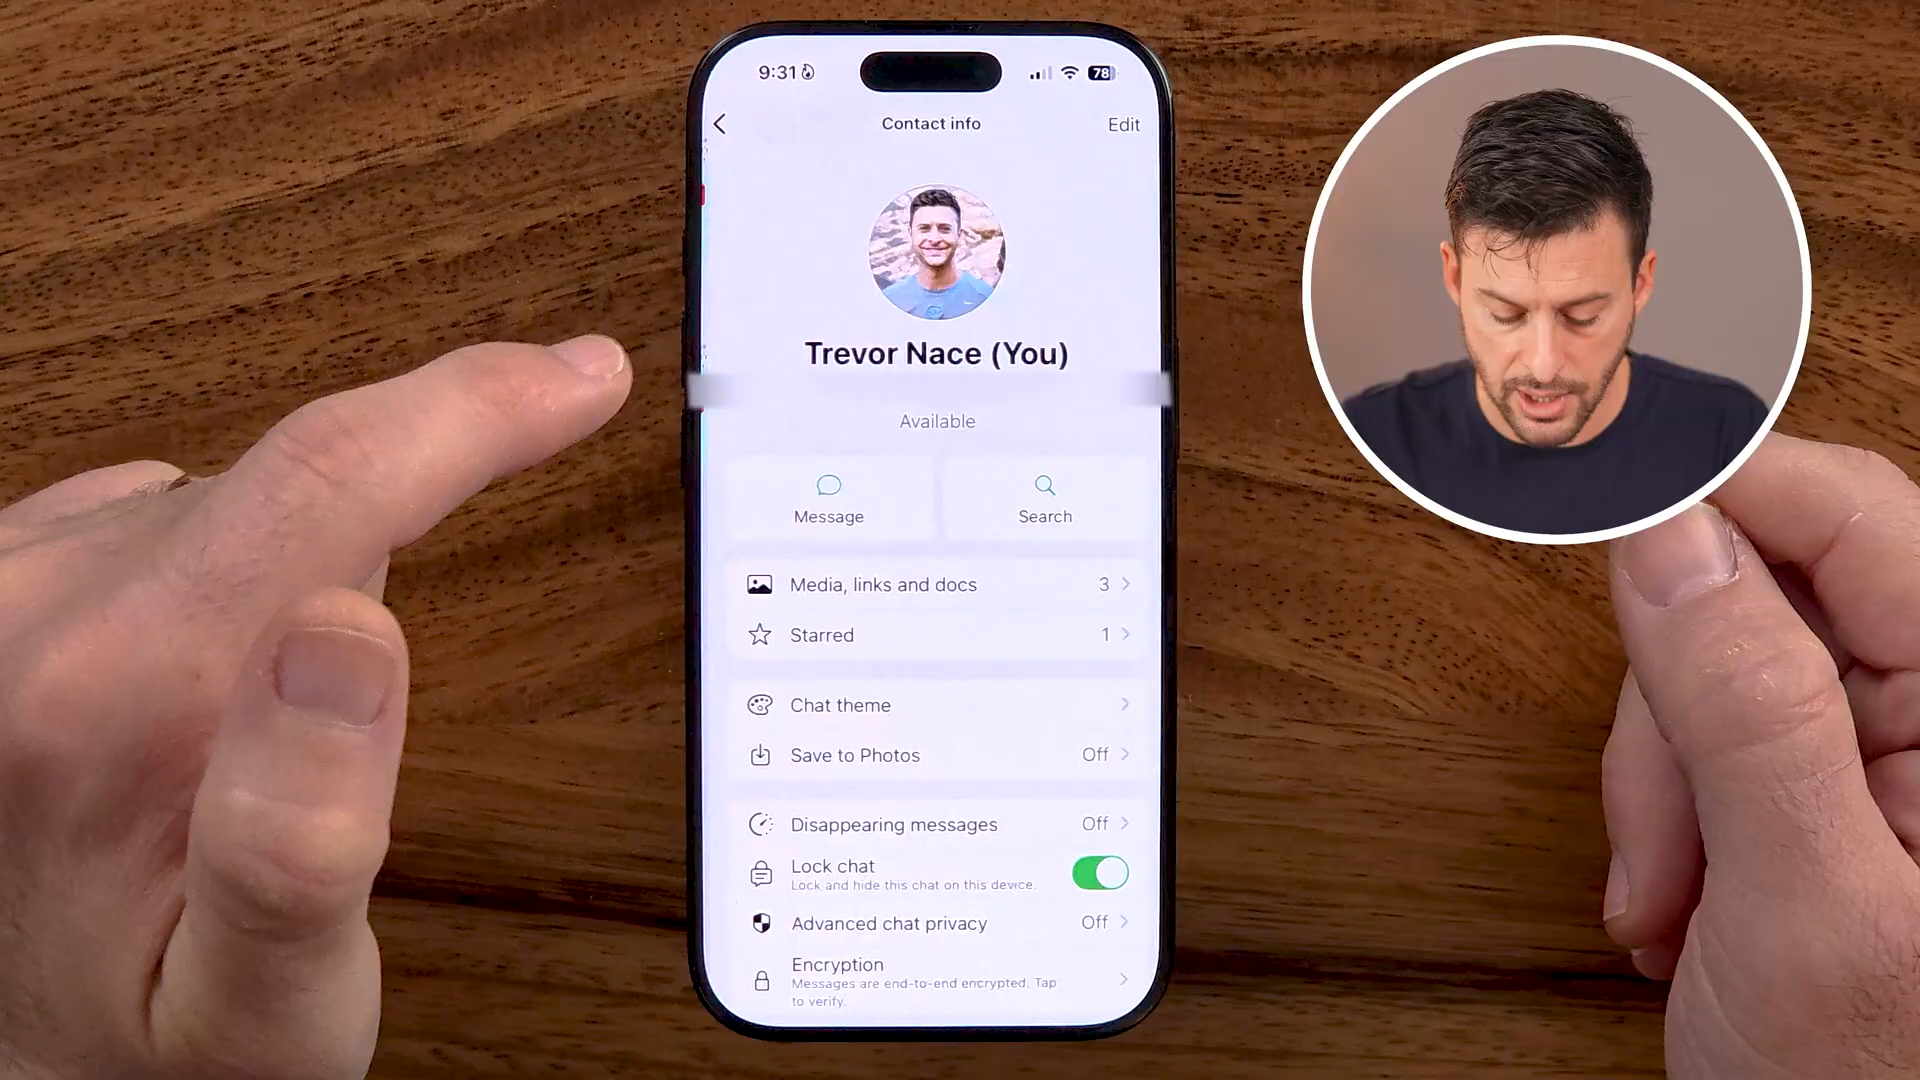 9:31
78
Contact info
Edit
Trevor Nace (You)
Available
Message
Search
Media, links and docs
3
Starred
1
Chat theme
Save to Photos
Off
Disappearing messages
Off
Lock chat
Lock and hide this chat on this device.
Advanced chat privacy
Off
Encryption
Messages are end-to-end encrypted. Tap
to verify.